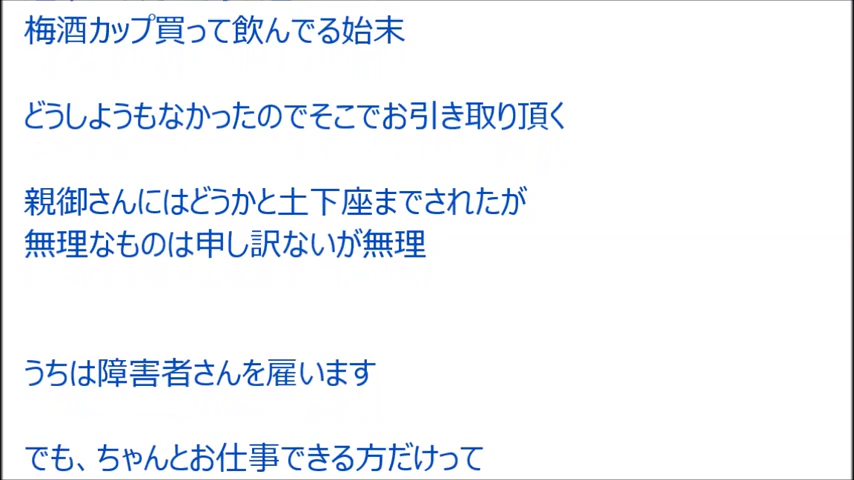 梅酒カップ買って飲んでる始末
どうしようもなかったのでそこでお引き取り頂く
親御さんにはどうかと土下座までされたが
無理なものは申し訳ないが無理
うちは障害者さんを雇います
でも、ちゃんとお仕事できる方だけって